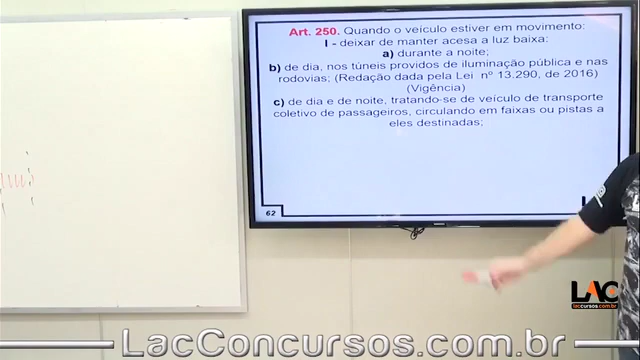 Art. 250. Quando o veículo estiver em movimento:
I - deixar de manter acesa a luz baixa:
a) durante a noite;
b) de dia, nos túneis providos de iluminação pública e nas
rodovias; (Redação dada pela Lei nº 13.290, de 2016)
(Vigência)
c) de dia e de noite, tratando-se de veículo de transporte
coletivo de passageiros, circulando em faixas ou pistas a
eles destinadas;
62
LAC
laccursos.com.br
LacConcursos.com.br